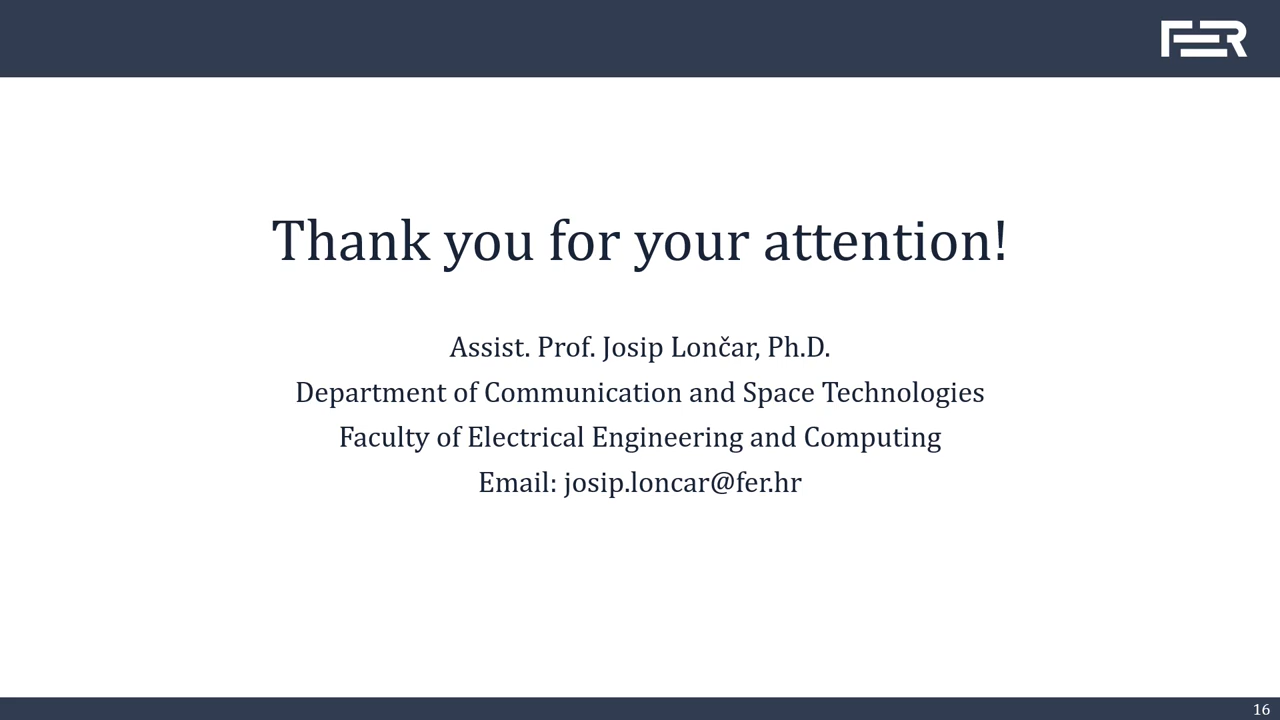 FER
Thank you for your attention!
Assist. Prof. Josip Lončar, Ph.D.
Department of Communication and Space Technologies
Faculty of Electrical Engineering and Computing
Email: josip.loncar@fer.hr
16